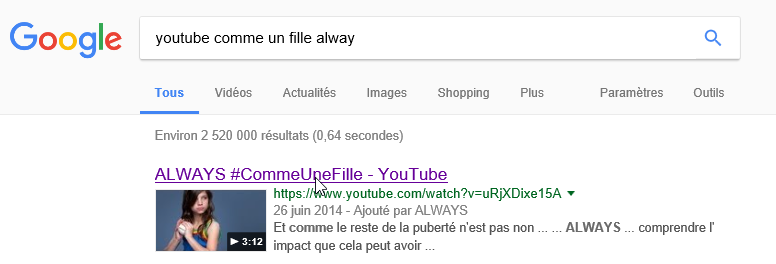 Google
youtube comme un fille alway
Tous Vidéos Actualités Images Shopping Plus Paramètres Outils
Environ 2 520 000 résultats (0,64 secondes)
ALWAYS #CommeUneFille - YouTube
https://www.youtube.com/watch?v=uRjXDixe15A
26 juin 2014 - Ajouté par ALWAYS
Et comme le reste de la puberté n'est pas non ... ... ALWAYS ... comprendre l'
impact que cela peut avoir ...
3:12